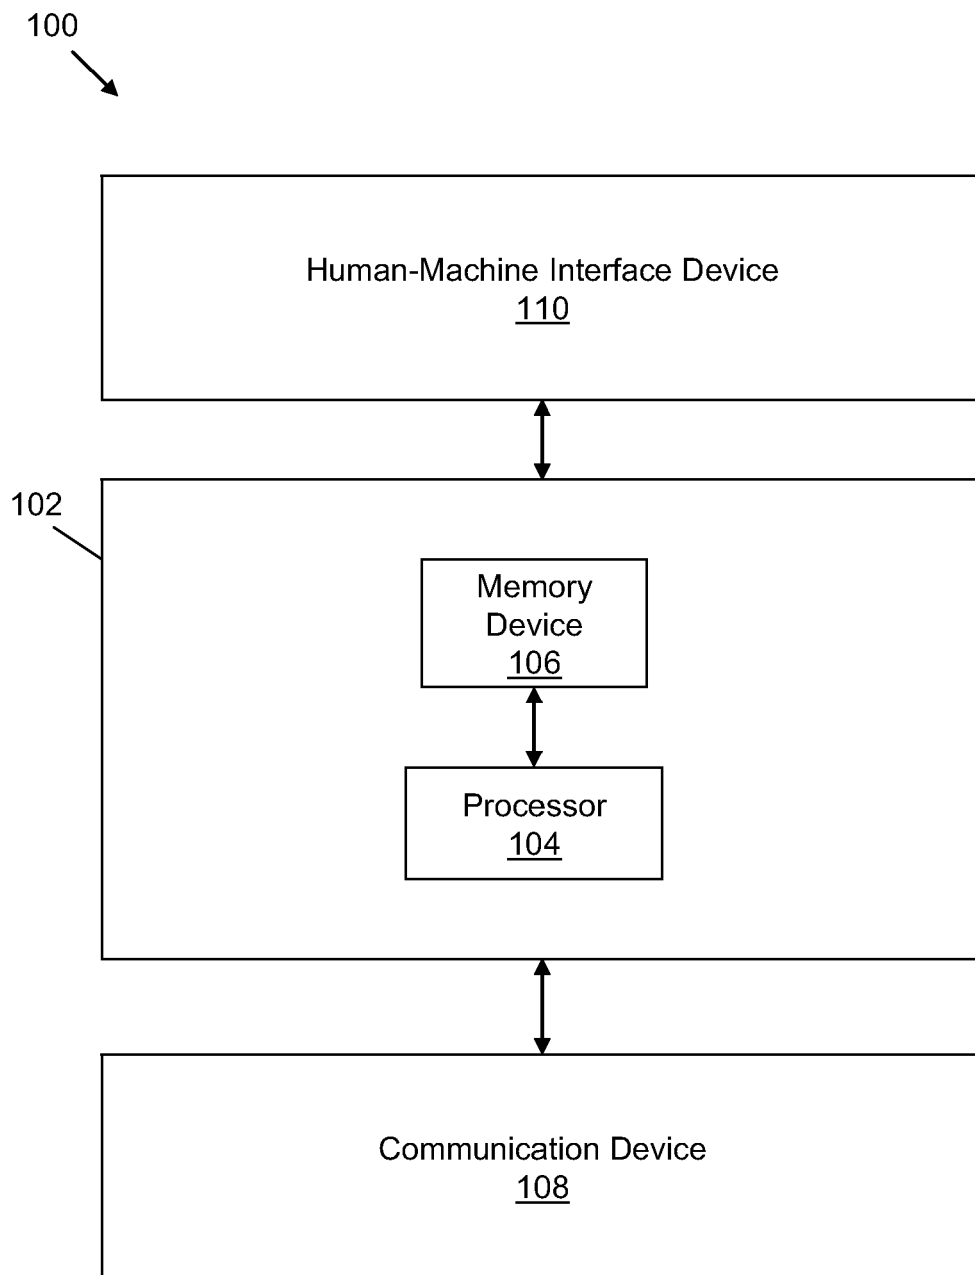 100
Human-Machine Interface Device
110
102
Memory
Device
106
Processor
104
Communication Device
108